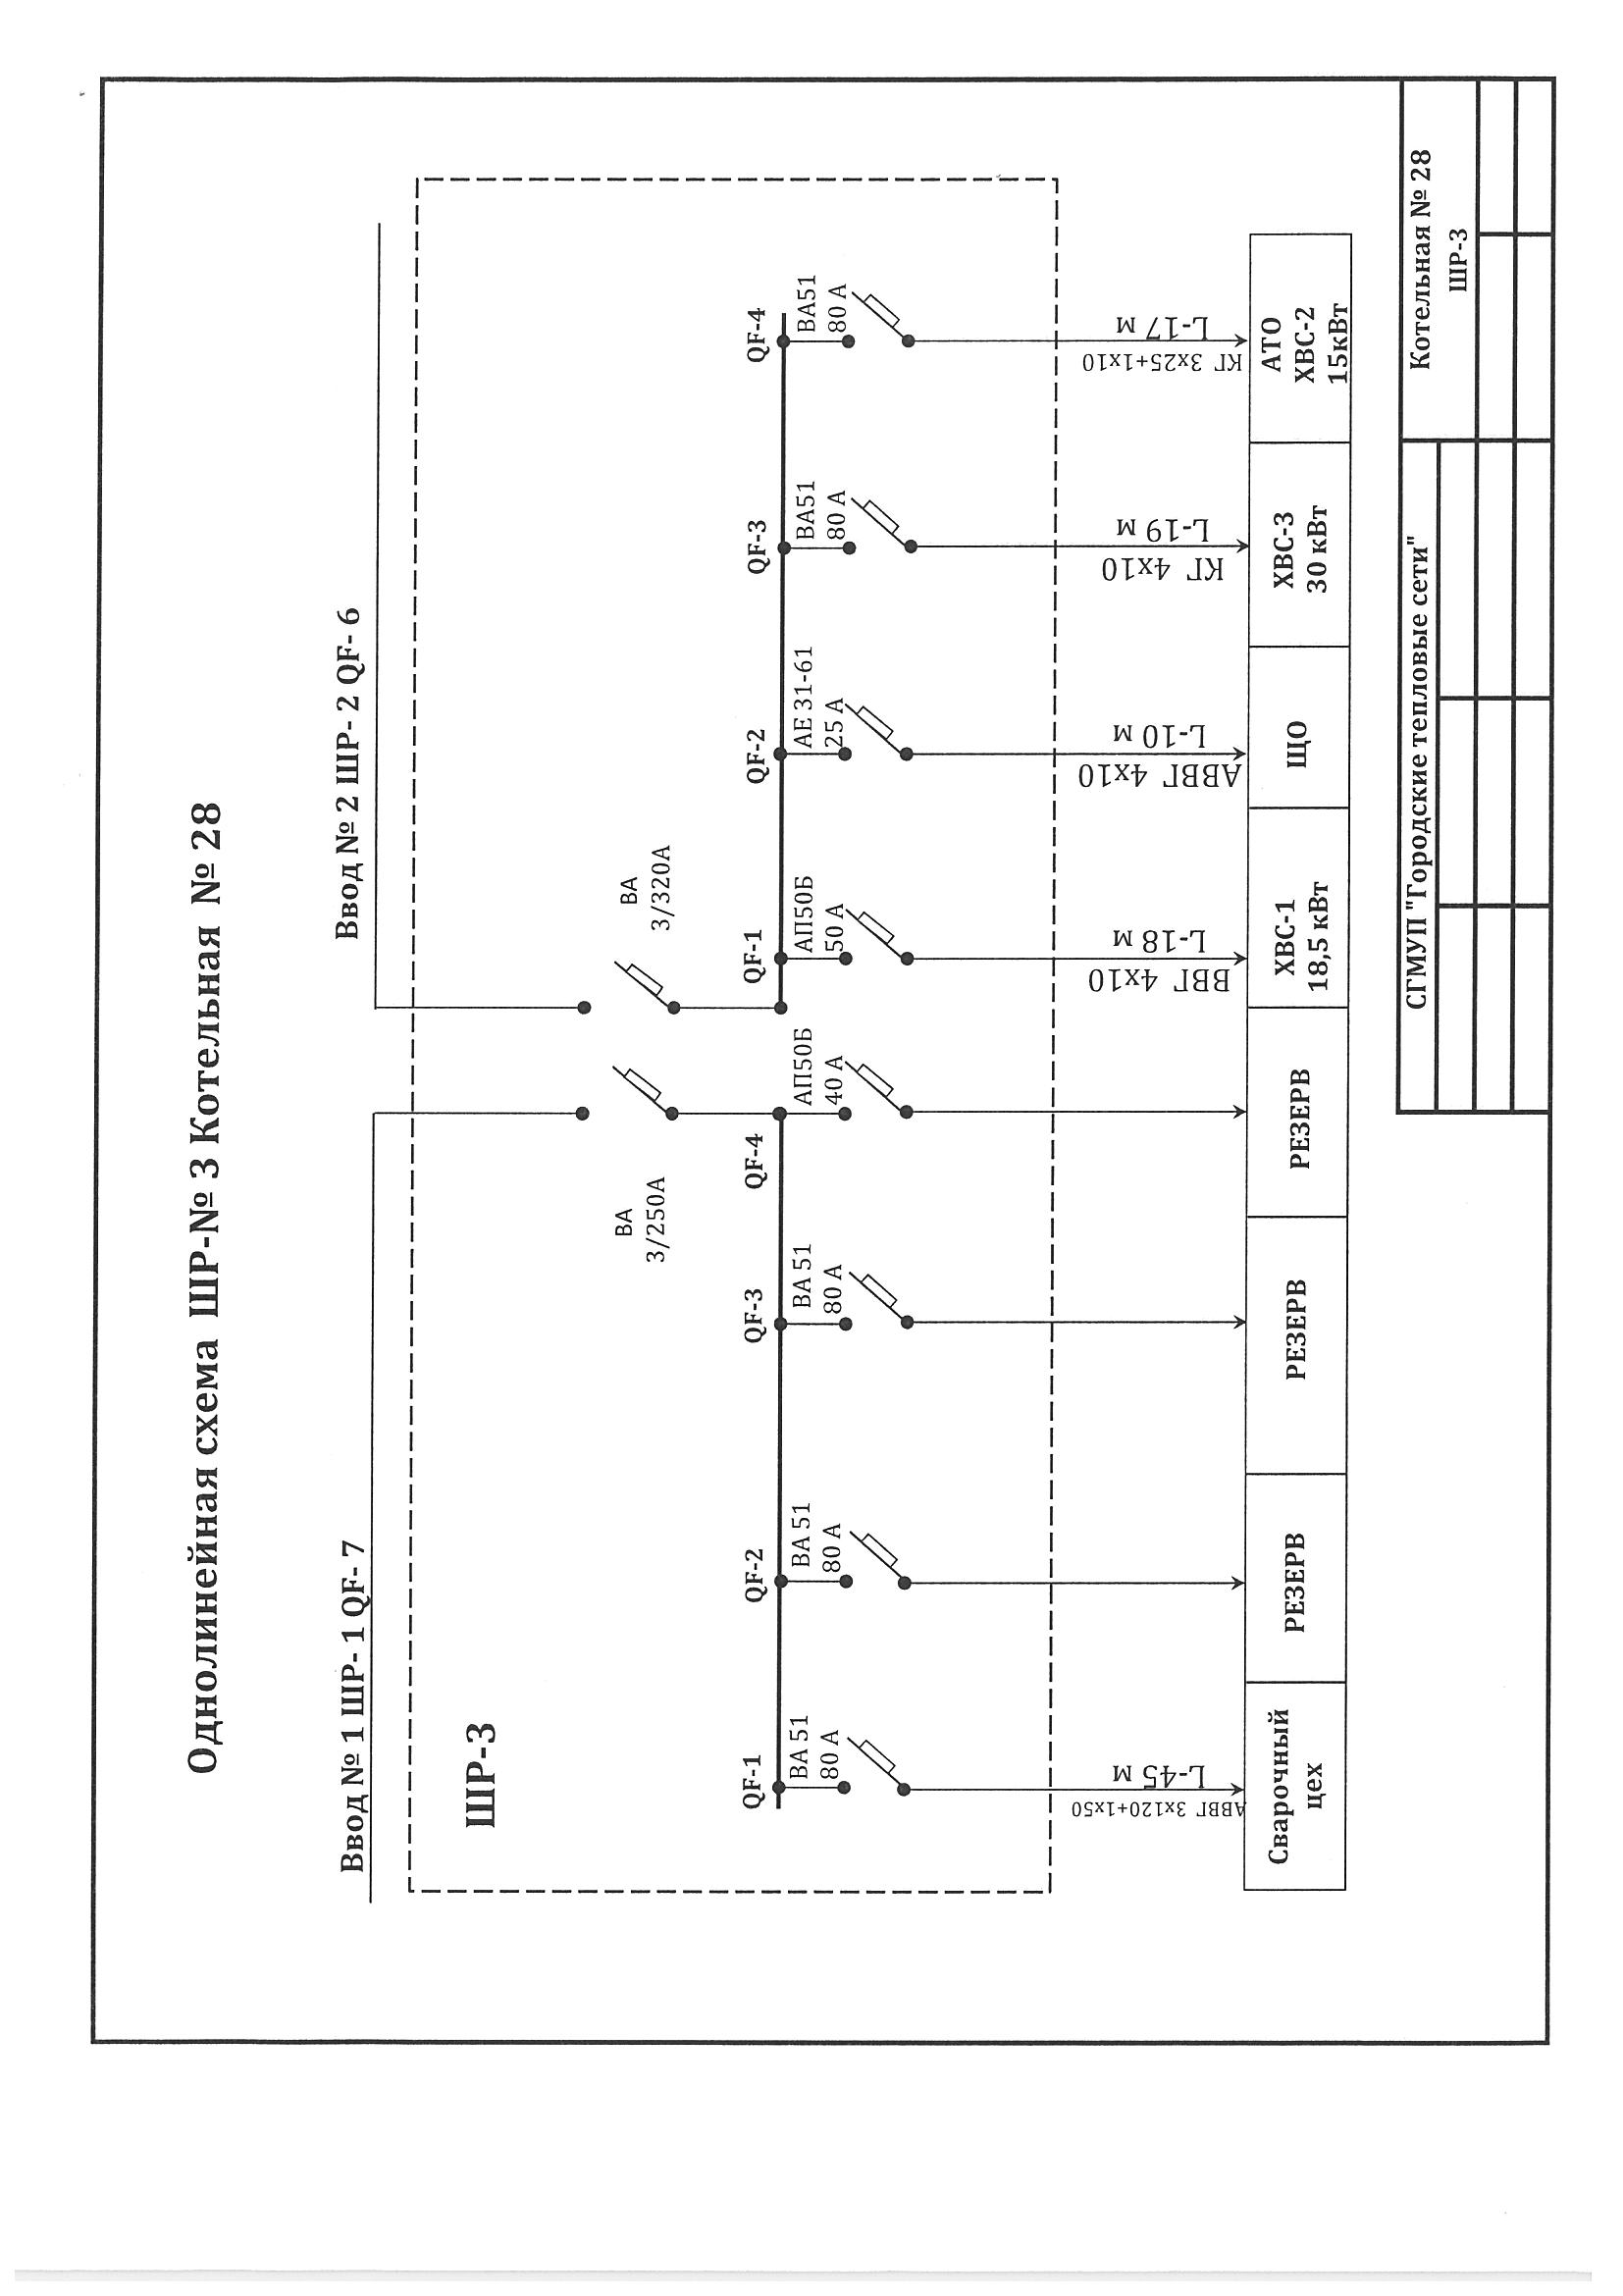 Однолинейная схема ШР-№ 3 Котельная № 28
Ввод № 1 ШР- 1 QF- 7
Ввод № 2 ШР- 2 QF- 6
ШР-3
ВА
3/250А
ВА
3/320А
QF-1
ВА 51
80 А
QF-2
ВА 51
80 А
QF-3
ВА 51
80 А
QF-4
АП50Б
40 А
QF-1
АП50Б
50 А
QF-2
АЕ 31-61
25 А
QF-3
ВА51
80 А
QF-4
ВА51
80 А
АВВГ 3х120+1х50
L-45 м
ВВГ 4х10
L-18 м
АВВГ 4х10
L-10 м
КГ 4х10
L-19 м
КГ 3х25+1х10
L-17 м
Сварочный
цех
РЕЗЕРВ
РЕЗЕРВ
РЕЗЕРВ
ХВС-1
18,5 кВт
ЩО
ХВС-3
30 кВт
АТО
ХВС-2
15кВт
СГМУП "Городские тепловые сети"
Котельная № 28
ШР-3